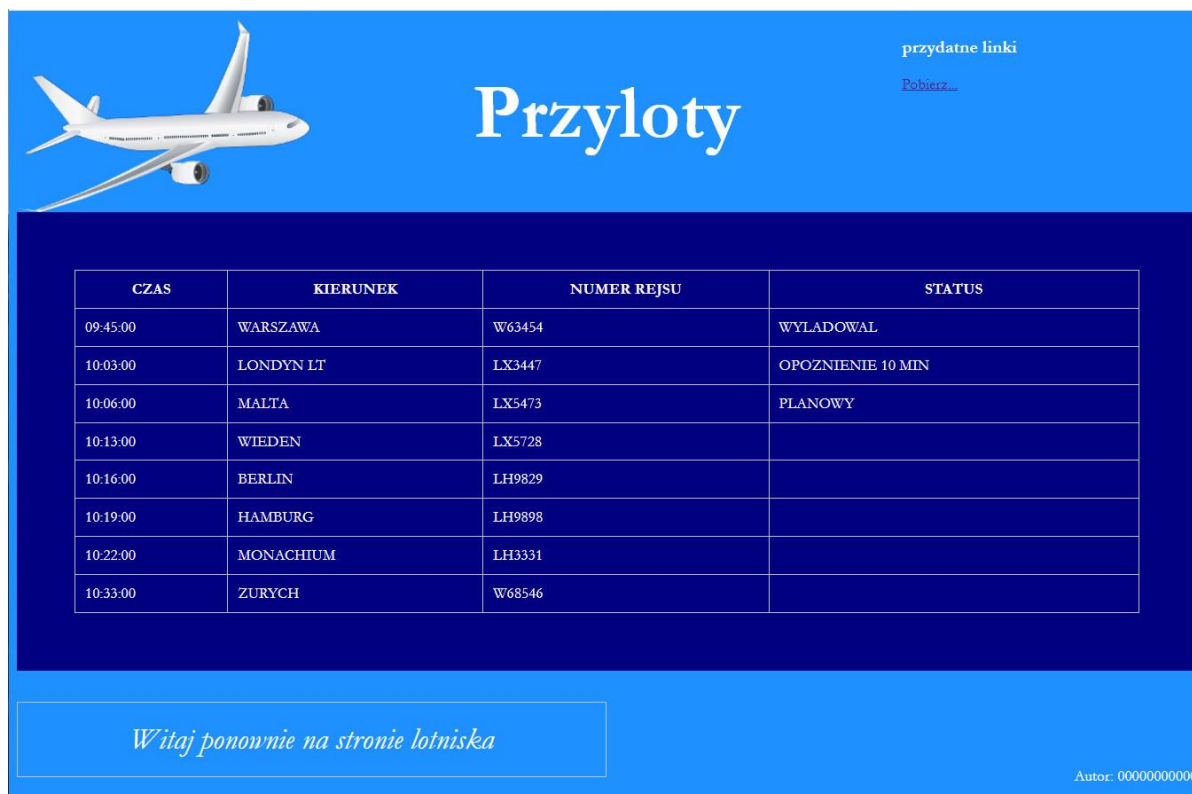 przydatne linki
Pobierz...
Przyloty
CZAS KIERUNEK NUMER REJSU STATUS
09:45:00 WARSZAWA W63454 WYLADOWAL
10:03:00 LONDYN LT LX3447 OPOZNIENIE 10 MIN
10:06:00 MALTA LX5473 PLANOWY
10:13:00 WIEDEN LX5728
10:16:00 BERLIN LH9829
10:19:00 HAMBURG LH9898
10:22:00 MONACHIUM LH3331
10:33:00 ZURYCH W68546
Witaj ponownie na stronie lotniska
Autor: